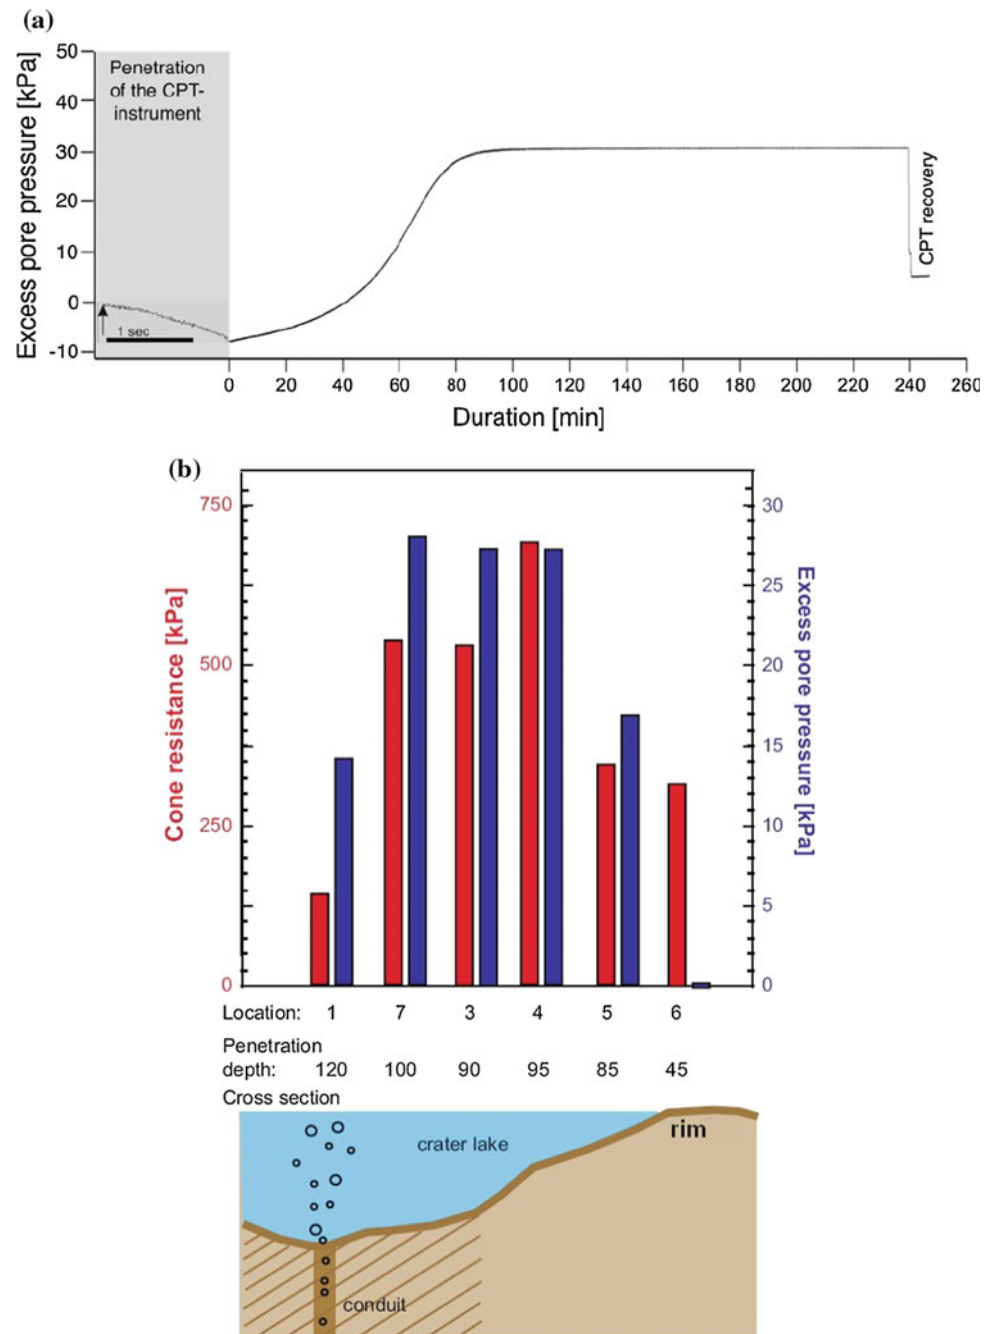 (a)
Excess pore pressure [kPa]
50
40
30
20
10
0
-10
Penetration
of the CPT-
instrument
1 sec
CPT recovery
0 20 40 60 80 100 120 140 160 180 200 220 240 260
Duration [min]
(b)
Cone resistance [kPa]
750
500
250
0
Excess pore pressure [kPa]
30
25
20
15
10
5
0
Location: 1 7 3 4 5 6
Penetration
depth: 120 100 90 95 85 45
Cross section
crater lake
rim
conduit